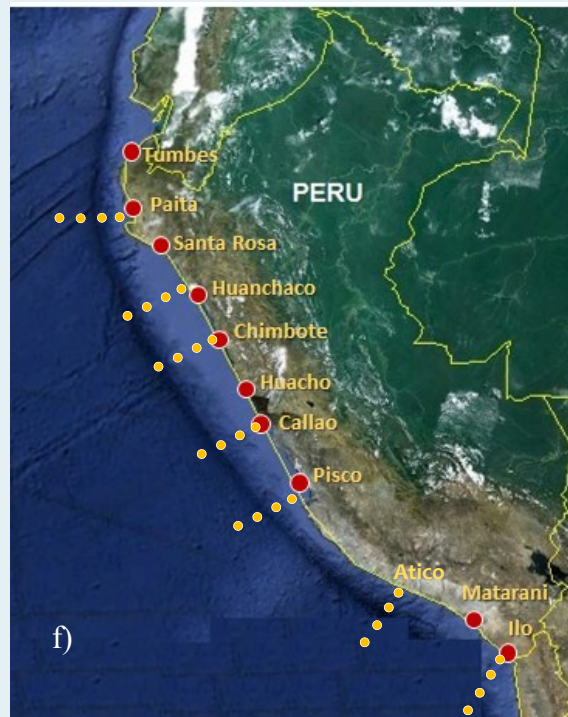 Tumbes
PERU
Paita
Santa Rosa
Huanchaco
Chimbote
Huacho
Callao
Pisco
Atico
Matarani
Ilo
f)